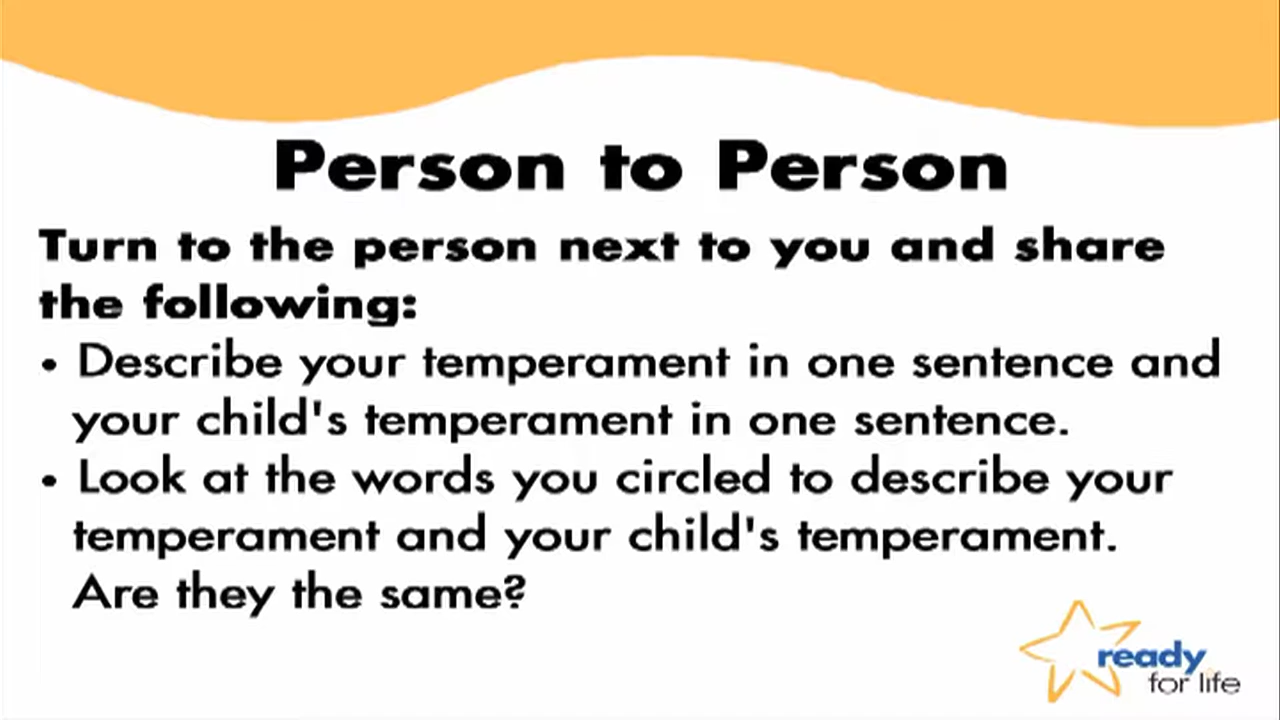 Person to Person
Turn to the person next to you and share
the following:
• Describe your temperament in one sentence and
your child's temperament in one sentence.
• Look at the words you circled to describe your
temperament and your child's temperament.
Are they the same?
ready
for life